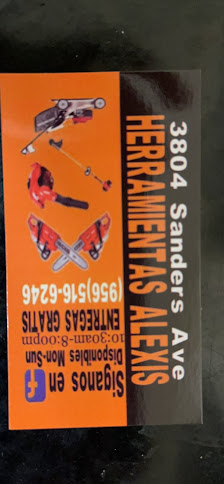 3804 Sanders Ave
HERRAMIENTAS ALEXIS
(956)516-6246
ENTREGAS GRATIS
10:30am-8:00pm
Disponibles Mon-Sun
Siganos en f